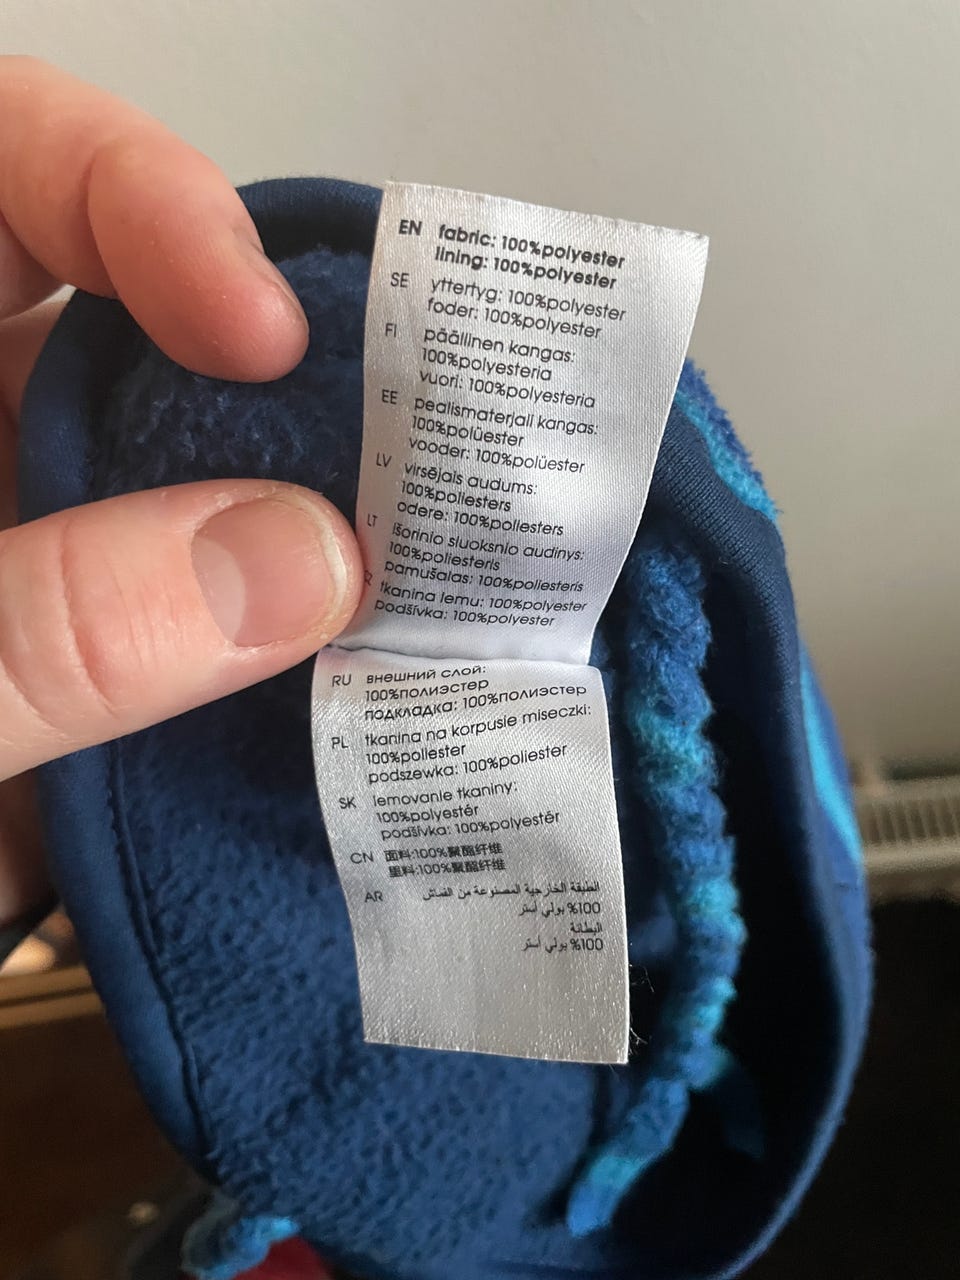 EN fabric: 100%polyester
lining: 100%polyester
SE yttertyg: 100%polyester
foder: 100%polyester
FI päällinen kangas:
100%polyesteria
vuori: 100%polyesteria
EE pealismaterjali kangas:
100%polüester
vooder: 100%polüester
LV virsējais audums:
100%poliesters
odere: 100%poliesters
LT išorinio sluoksnio audinys:
100%poliesteris
pamušalas: 100%poliesteris
tkanina lemu: 100%polyester
podšívka: 100%polyester
RU внешний слой:
100%полиэстер
подкладка: 100%полиэстер
PL tkanina na korpusie miseczki:
100%poliester
podszewka: 100%poliester
SK lemovanie tkaniny:
100%polyestér
podšívka: 100%polyestér
CN 面料:100%聚酯纤维
里料:100%聚酯纤维
AR الطبقة الخارجية المصنوعة من القماش
100% بولي أستر
البطانة
100% بولي أستر